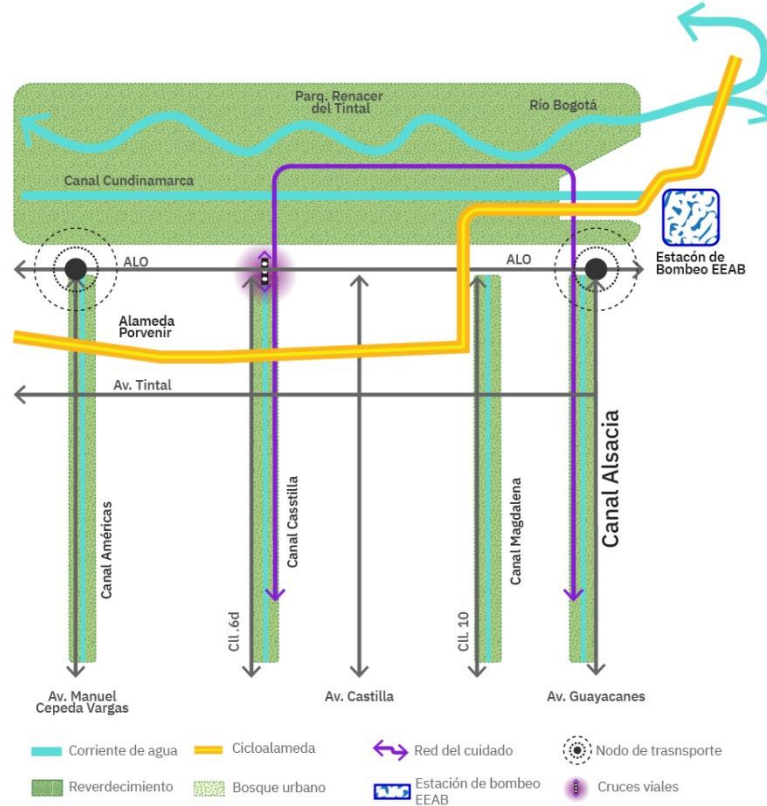 Parq. Renacer
del Tintal
Río Bogotá
Canal Cundinamarca
Estacón de
Bombeo EEAB
ALO
ALO
Alameda
Porvenir
Av. Tintal
Canal Américas
Canal Casstilla
Canal Magdalena
Canal Alsacia
Cll .6d
Cll. 10
Av. Manuel
Cepeda Vargas
Av. Castilla
Av. Guayacanes
Corriente de agua
Cicloalameda
Red del cuidado
Nodo de trasnsporte
Reverdecimiento
Bosque urbano
Estación de bombeo
EEAB
Cruces viales